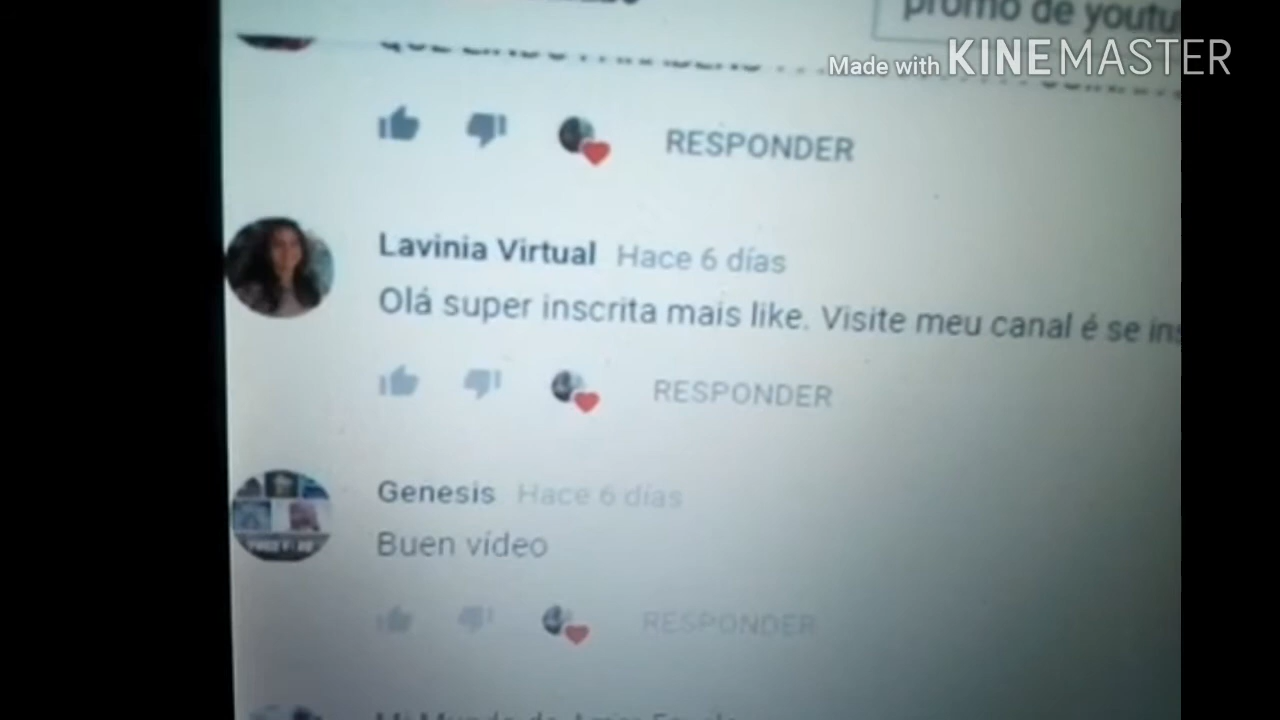 promo de youtu
Made with KINEMASTER
RESPONDER
Lavinia Virtual Hace 6 días
Olá super inscrita mais like. Visite meu canal é se ins
RESPONDER
Genesis Hace 6 días
Buen vídeo
RESPONDER